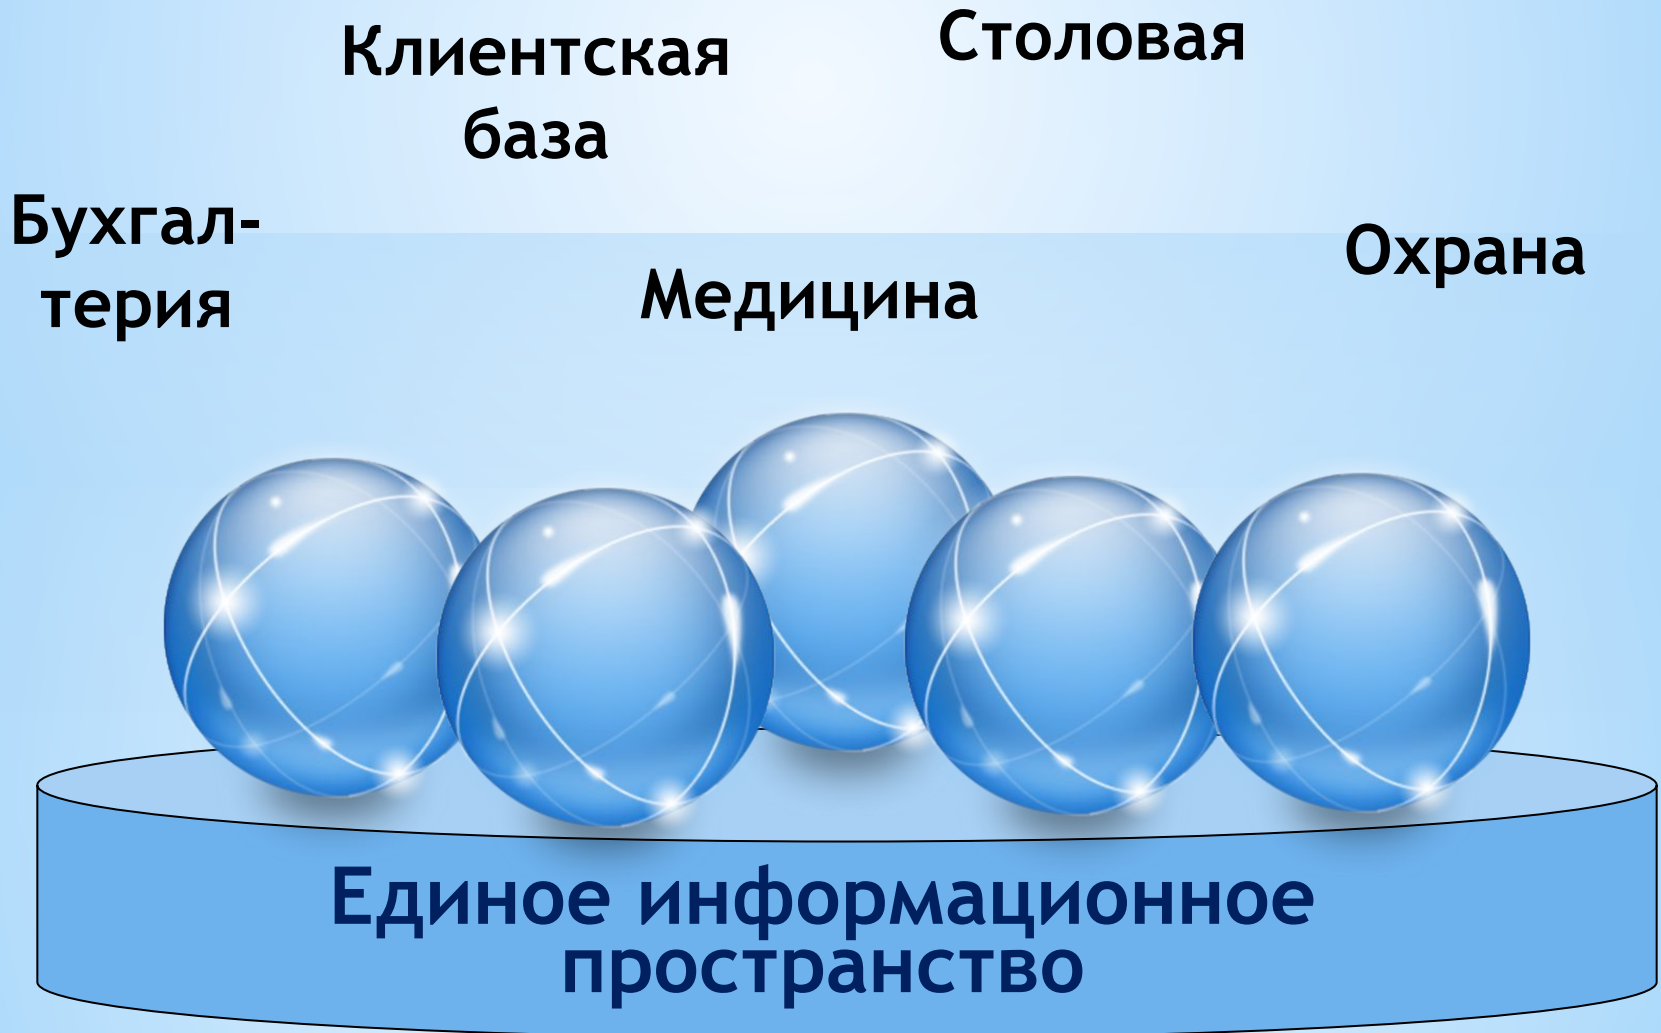 Клиентская
база
Столовая
Бухгал-
терия
Медицина
Охрана
Единое информационное
пространство